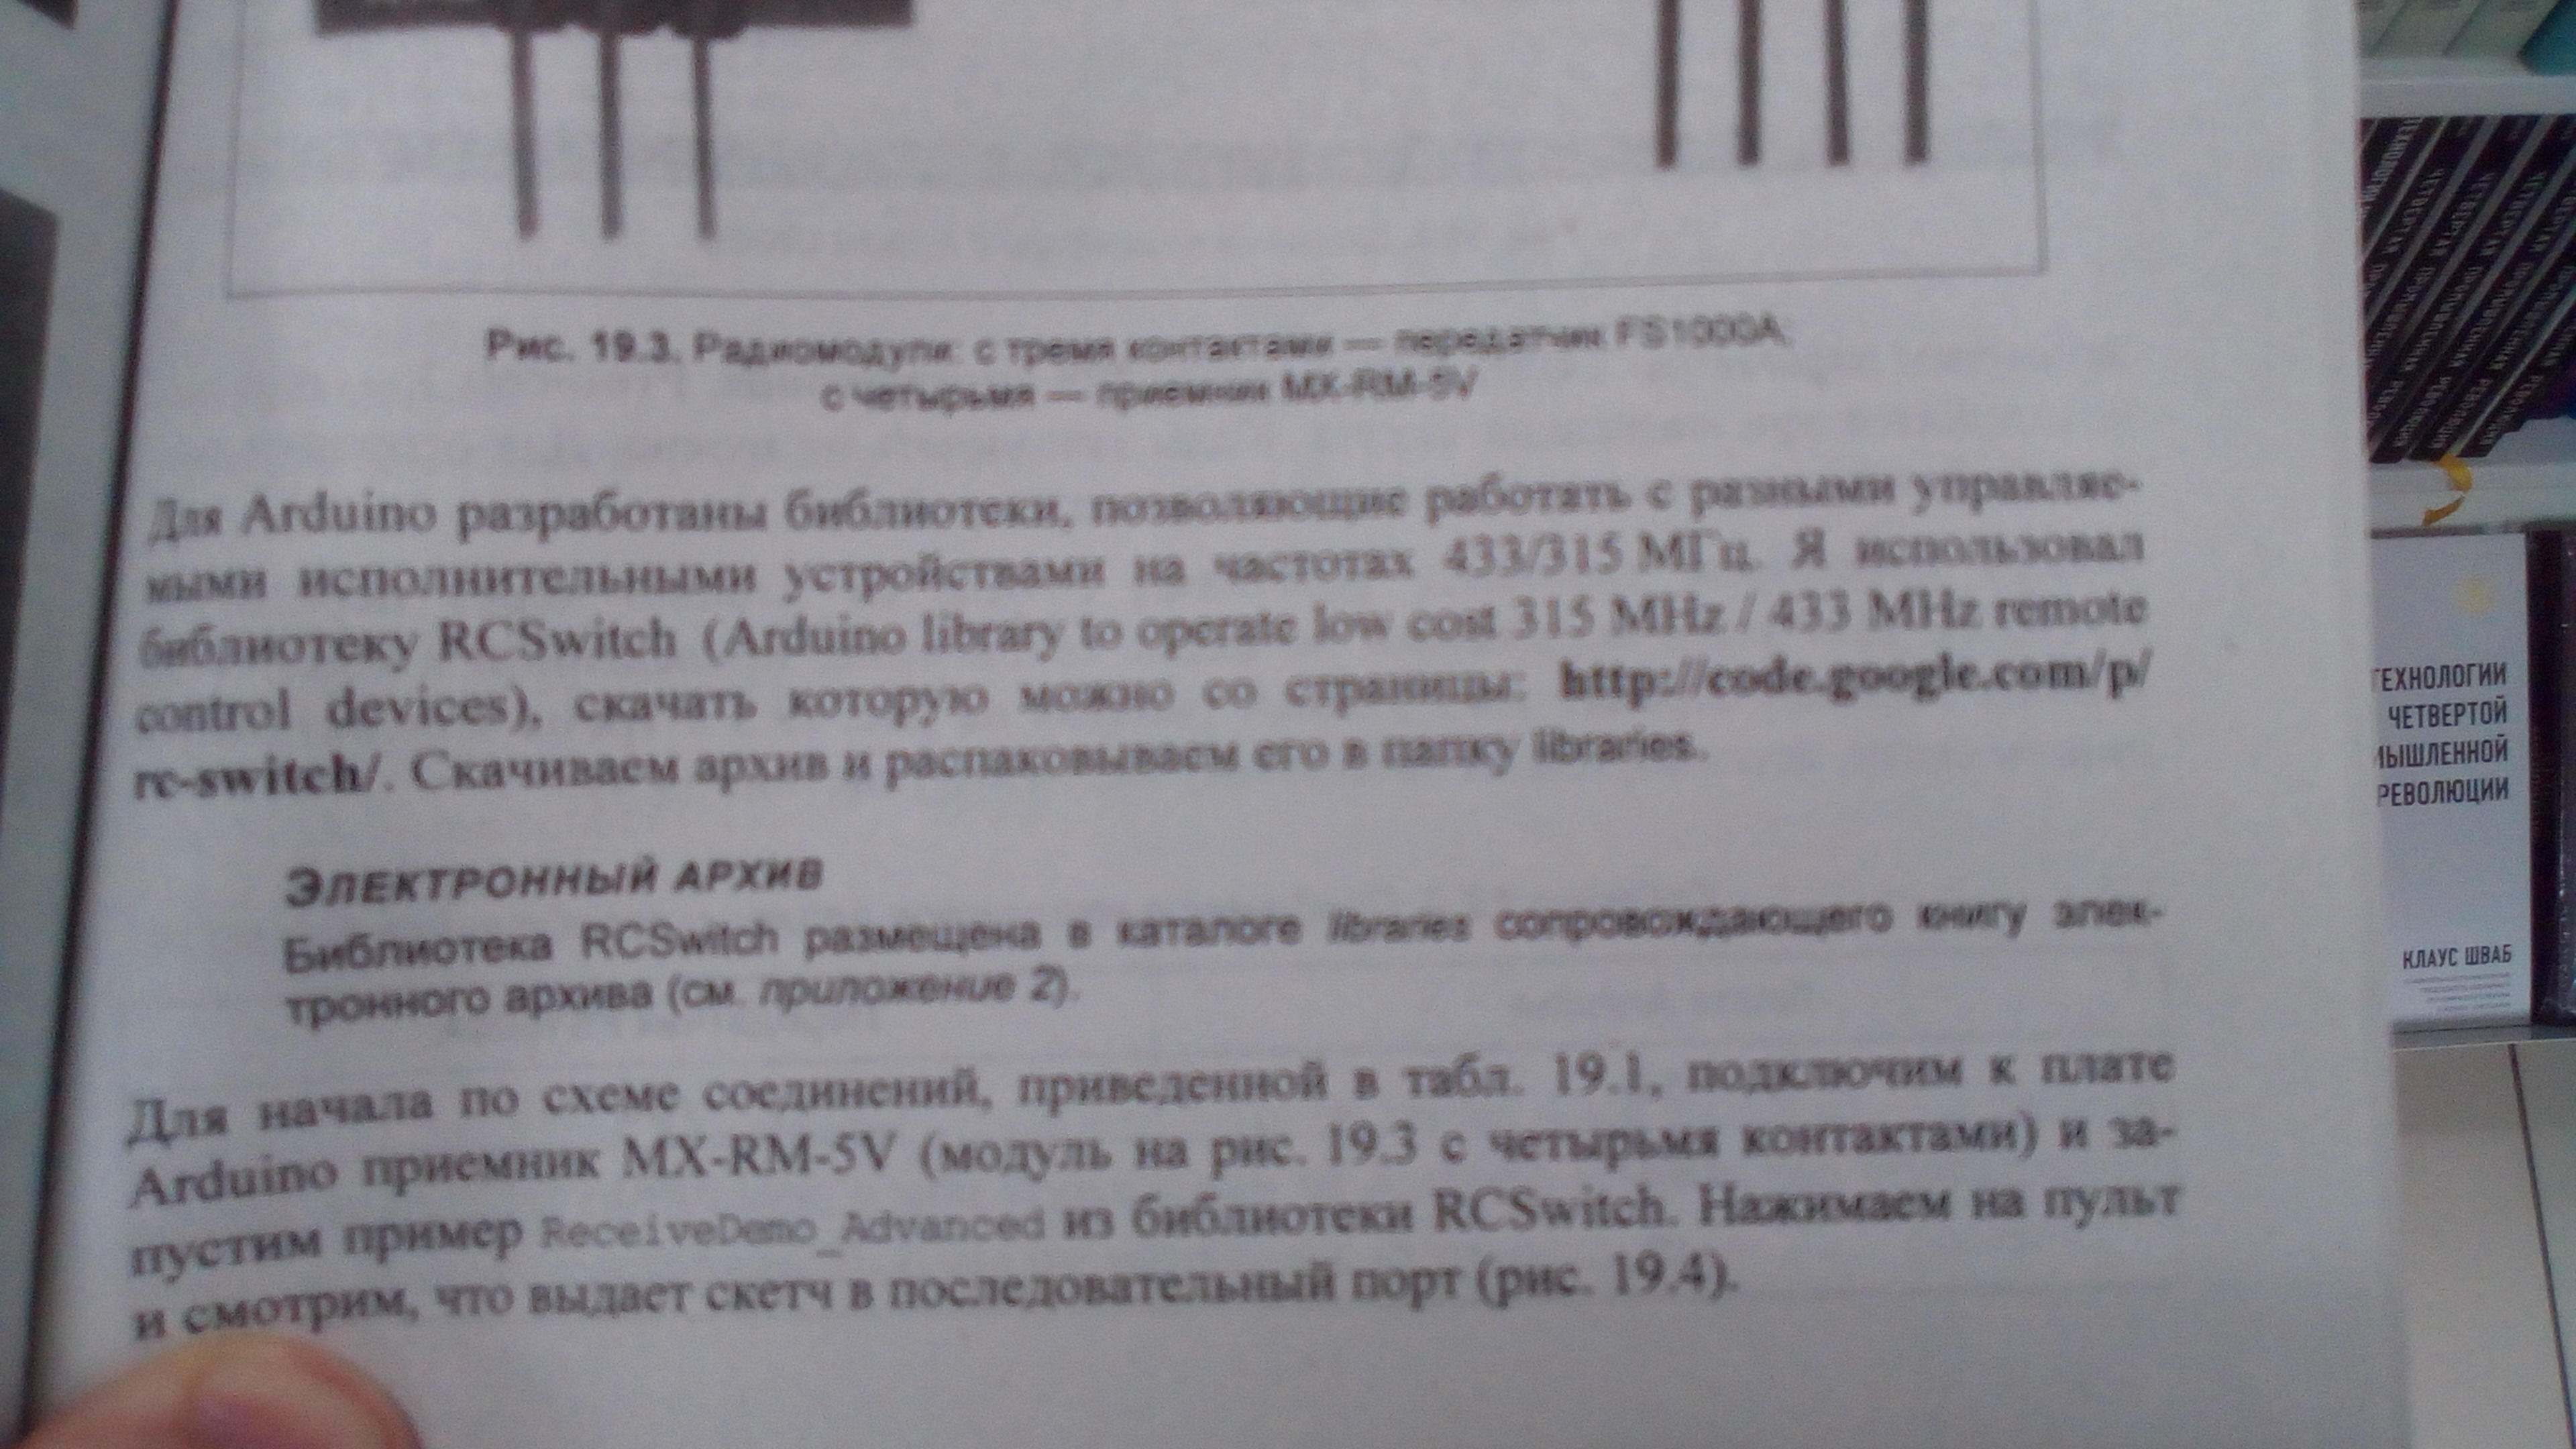 Рис. 19.3. Радиомодули: с тремя контактами — передатчик FS1000A;
с четырьмя — приемник MX-RM-5V
Для Arduino разработаны библиотеки, позволяющие работать с разными управляе-
мыми исполнительными устройствами на частотах 433/315 МГц. Я использовал
библиотеку RCSwitch (Arduino library to operate low cost 315 MHz / 433 MHz remote
control devices), скачать которую можно со страницы: http://code.google.com/p/
rc-switch/. Скачиваем архив и распаковываем его в папку libraries.
ЭЛЕКТРОННЫЙ АРХИВ
Библиотека RCSwitch размещена в каталоге libraries сопровождающего книгу элек-
тронного архива (см. приложение 2).
Для начала по схеме соединений, приведенной в табл. 19.1, подключим к плате
Arduino приемник MX-RM-5V (модуль на рис. 19.3 с четырьмя контактами) и за-
пустим пример ReceiveDemo_Advanced из библиотеки RCSwitch. Нажимаем на пульт
и смотрим, что выдает скетч в последовательный порт (рис. 19.4).
ТЕХНОЛОГИИ
ЧЕТВЕРТОЙ
МЫШЛЕННОЙ
РЕВОЛЮЦИИ
КЛАУС ШВАБ